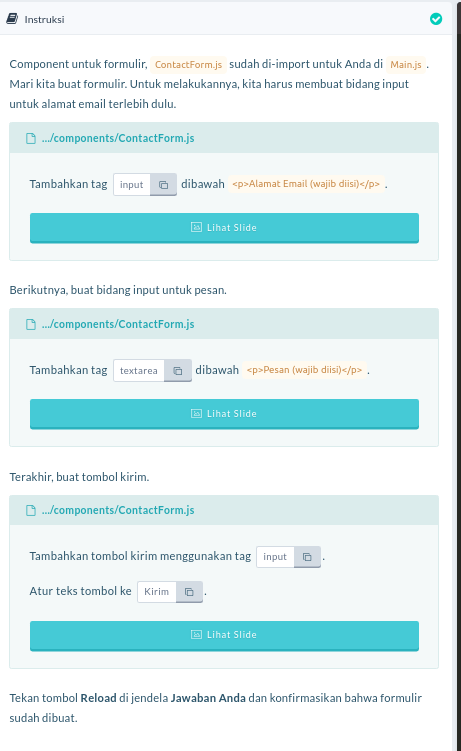 Instruksi
Component untuk formulir, ContactForm.js sudah di-import untuk Anda di Main.js .
Mari kita buat formulir. Untuk melakukannya, kita harus membuat bidang input
untuk alamat email terlebih dulu.
.../components/ContactForm.js
Tambahkan tag input dibawah <p>Alamat Email (wajib diisi)</p> .
Lihat Slide
Berikutnya, buat bidang input untuk pesan.
.../components/ContactForm.js
Tambahkan tag textarea dibawah <p>Pesan (wajib diisi)</p> .
Lihat Slide
Terakhir, buat tombol kirim.
.../components/ContactForm.js
Tambahkan tombol kirim menggunakan tag input .
Atur teks tombol ke Kirim .
Lihat Slide
Tekan tombol Reload di jendela Jawaban Anda dan konfirmasikan bahwa formulir
sudah dibuat.